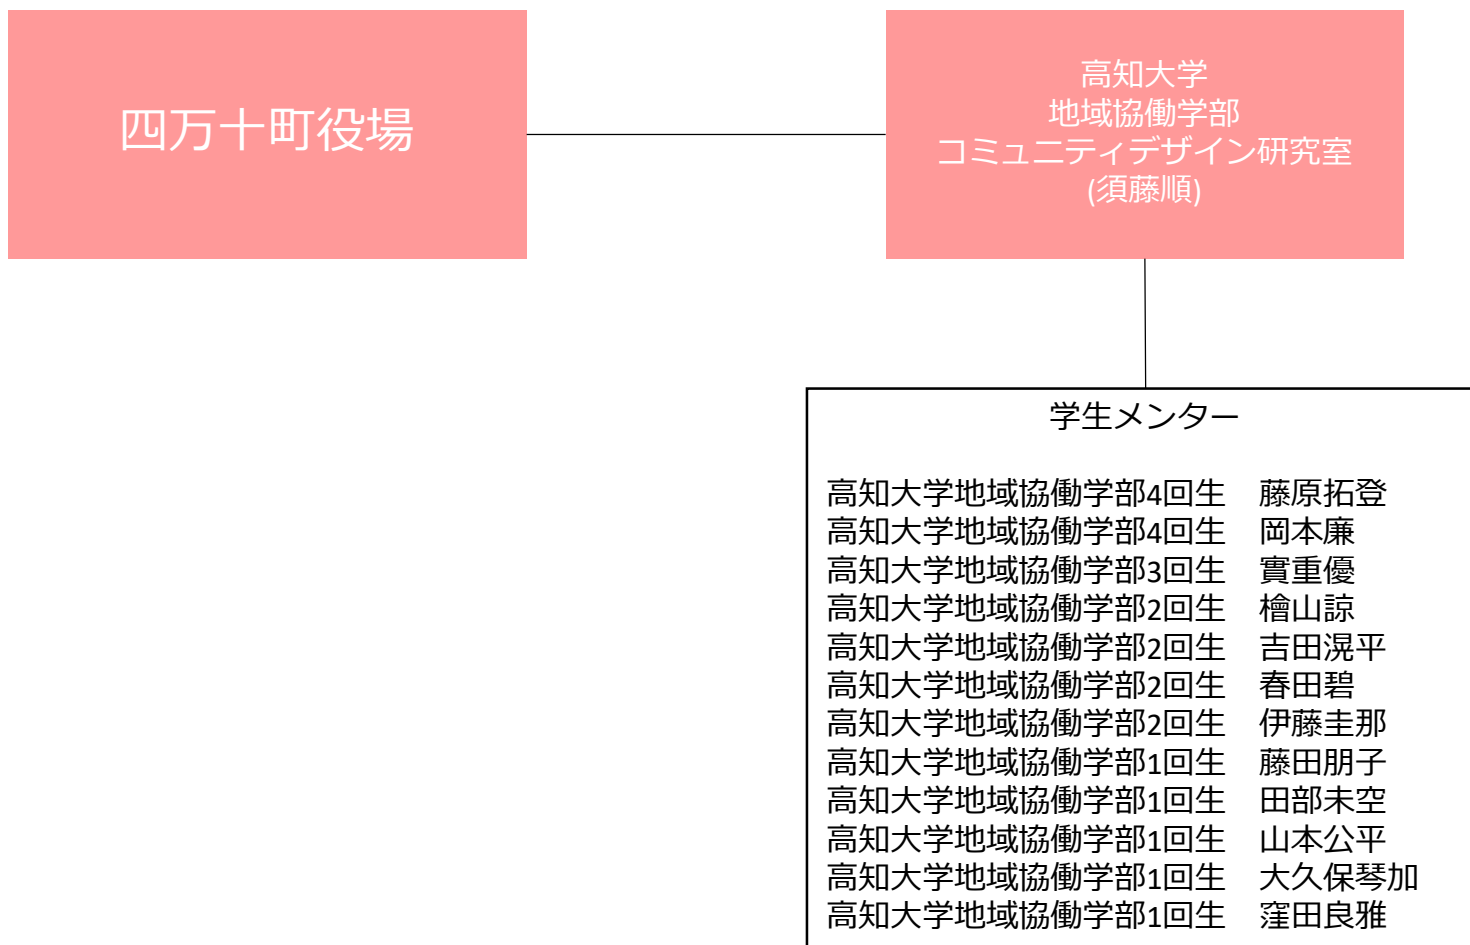 四万十町役場
高知大学
地域協働学部
コミュニティデザイン研究室
(須藤順)
学生メンター
高知大学地域協働学部4回生　藤原拓登
高知大学地域協働学部4回生　岡本廉
高知大学地域協働学部3回生　實重優
高知大学地域協働学部2回生　檜山諒
高知大学地域協働学部2回生　吉田滉平
高知大学地域協働学部2回生　春田碧
高知大学地域協働学部2回生　伊藤圭那
高知大学地域協働学部1回生　藤田朋子
高知大学地域協働学部1回生　田部未空
高知大学地域協働学部1回生　山本公平
高知大学地域協働学部1回生　大久保琴加
高知大学地域協働学部1回生　窪田良雅